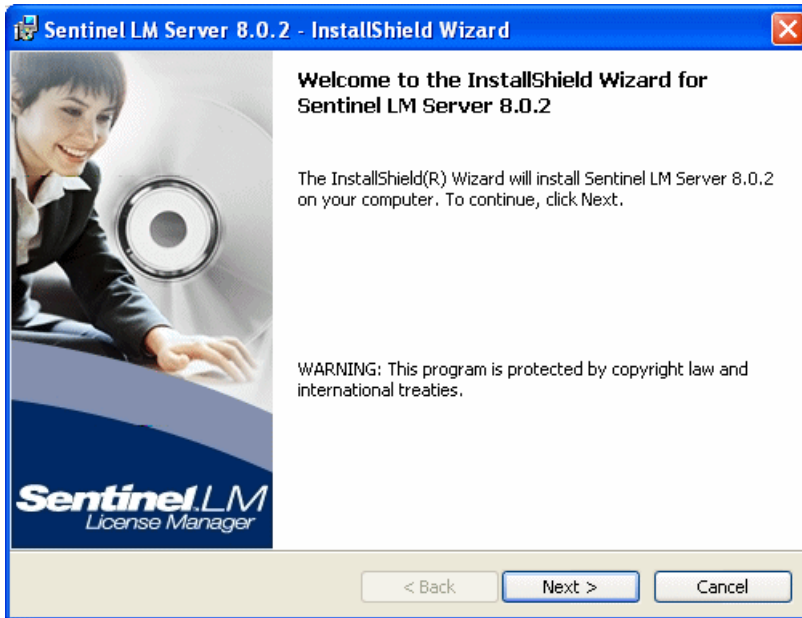 Sentinel LM Server 8.0.2 - InstallShield Wizard
Welcome to the InstallShield Wizard for
Sentinel LM Server 8.0.2
The InstallShield(R) Wizard will install Sentinel LM Server 8.0.2
on your computer. To continue, click Next.
WARNING: This program is protected by copyright law and
international treaties.
Sentinel.LM
License Manager
< Back
Next >
Cancel